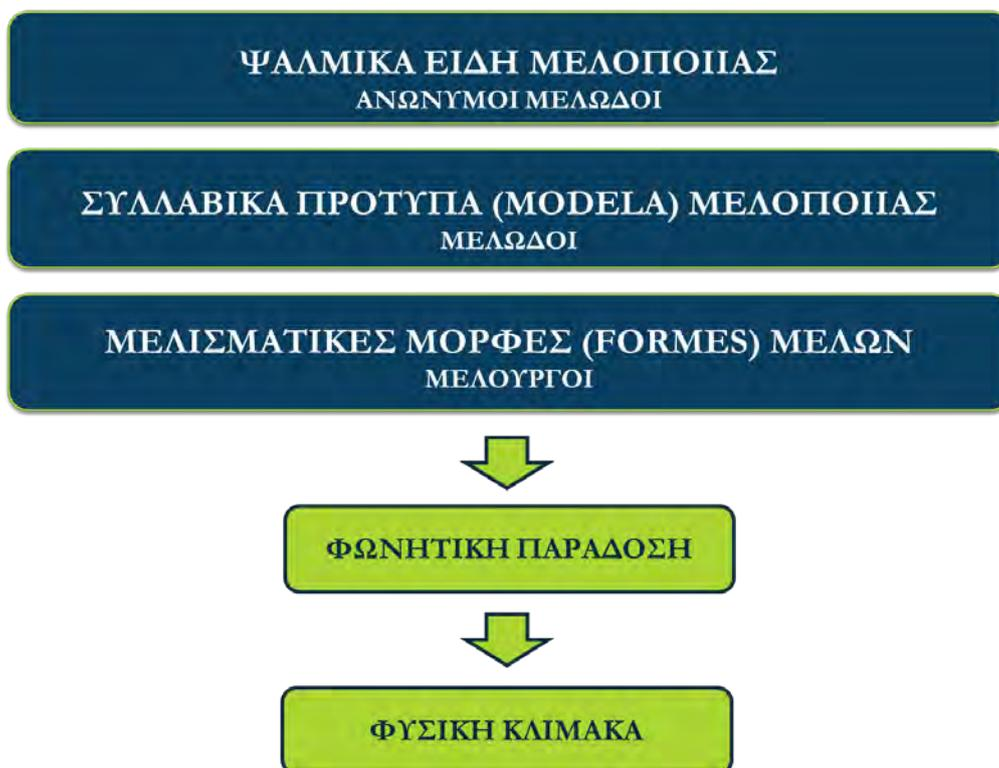 ΨΑΛΜΙΚΑ ΕΙΔΗ ΜΕΛΟΠΟΙΙΑΣ
ΑΝΩΝΥΜΟΙ ΜΕΛΩΔΟΙ
ΣΥΛΛΑΒΙΚΑ ΠΡΟΤΥΠΑ (MODELA) ΜΕΛΟΠΟΙΙΑΣ
ΜΕΛΩΔΟΙ
ΜΕΛΙΣΜΑΤΙΚΕΣ ΜΟΡΦΕΣ (FORMES) ΜΕΛΩΝ
ΜΕΛΟΥΡΓΟΙ
ΦΩΝΗΤΙΚΗ ΠΑΡΑΔΟΣΗ
ΦΥΣΙΚΗ ΚΛΙΜΑΚΑ